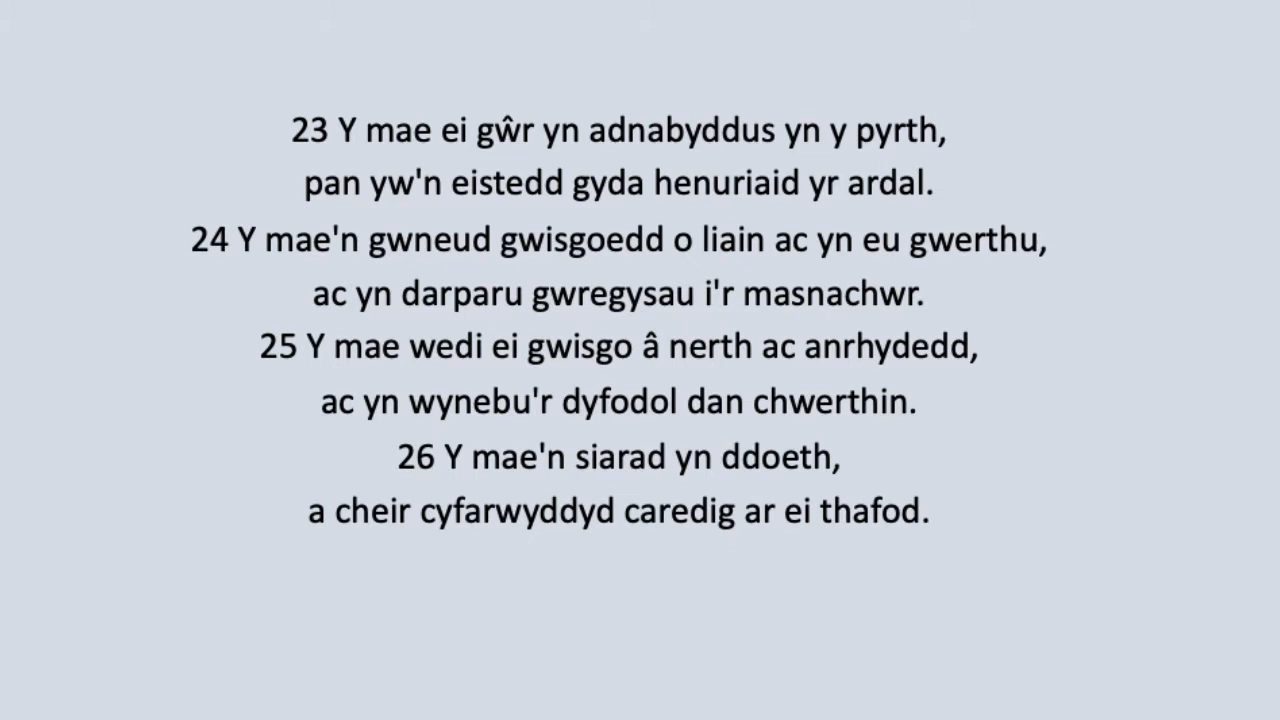 23 Y mae ei gŵr yn adnabyddus yn y pyrth,
pan yw'n eistedd gyda henuriaid yr ardal.
24 Y mae'n gwneud gwisgoedd o liain ac yn eu gwerthu,
ac yn darparu gwregysau i'r masnachwr.
25 Y mae wedi ei gwisgo â nerth ac anrhydedd,
ac yn wynebu'r dyfodol dan chwerthin.
26 Y mae'n siarad yn ddoeth,
a cheir cyfarwyddyd caredig ar ei thafod.